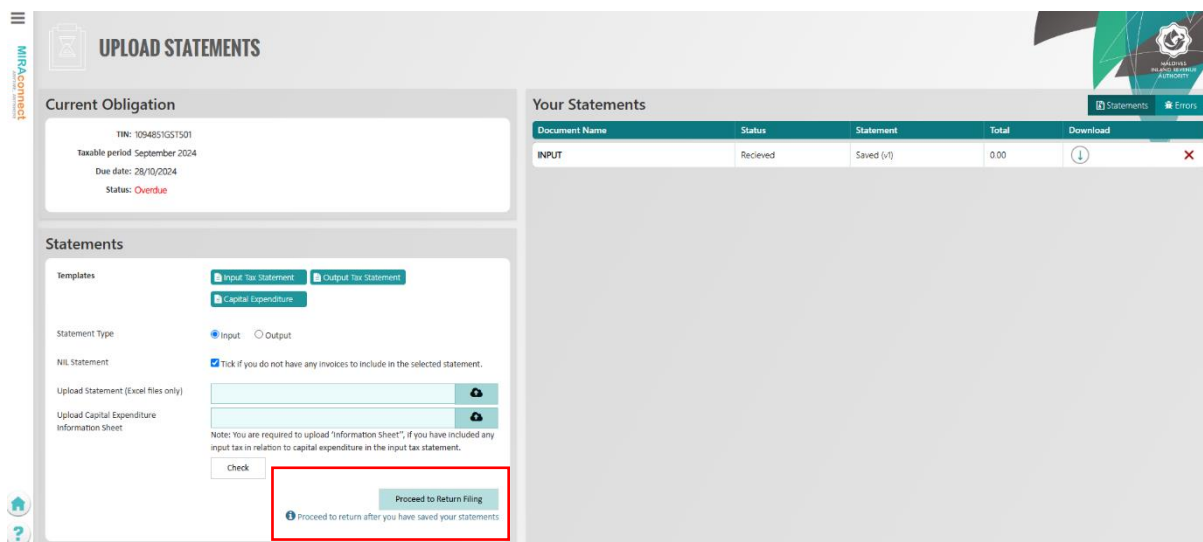 MIRAconnect
UPLOAD STATEMENTS
MALDIVES
INLAND REVENUE
AUTHORITY
Current Obligation
TIN: 1094851GST501
Taxable period September 2024
Due date: 28/10/2024
Status: Overdue
Statements
Templates
Input Tax Statement
Output Tax Statement
Capital Expenditure
Statement Type
Input
Output
NIL Statement
Tick if you do not have any invoices to include in the selected statement.
Upload Statement (Excel files only)
Upload Capital Expenditure
Information Sheet
Note: You are required to upload 'Information Sheet", if you have included any
input tax in relation to capital expenditure in the input tax statement.
Check
Proceed to Return Filing
Proceed to return after you have saved your statements
?
Your Statements
Statements
Errors
Document Name Status Statement Total Download
INPUT Recieved Saved (v1) 0.00